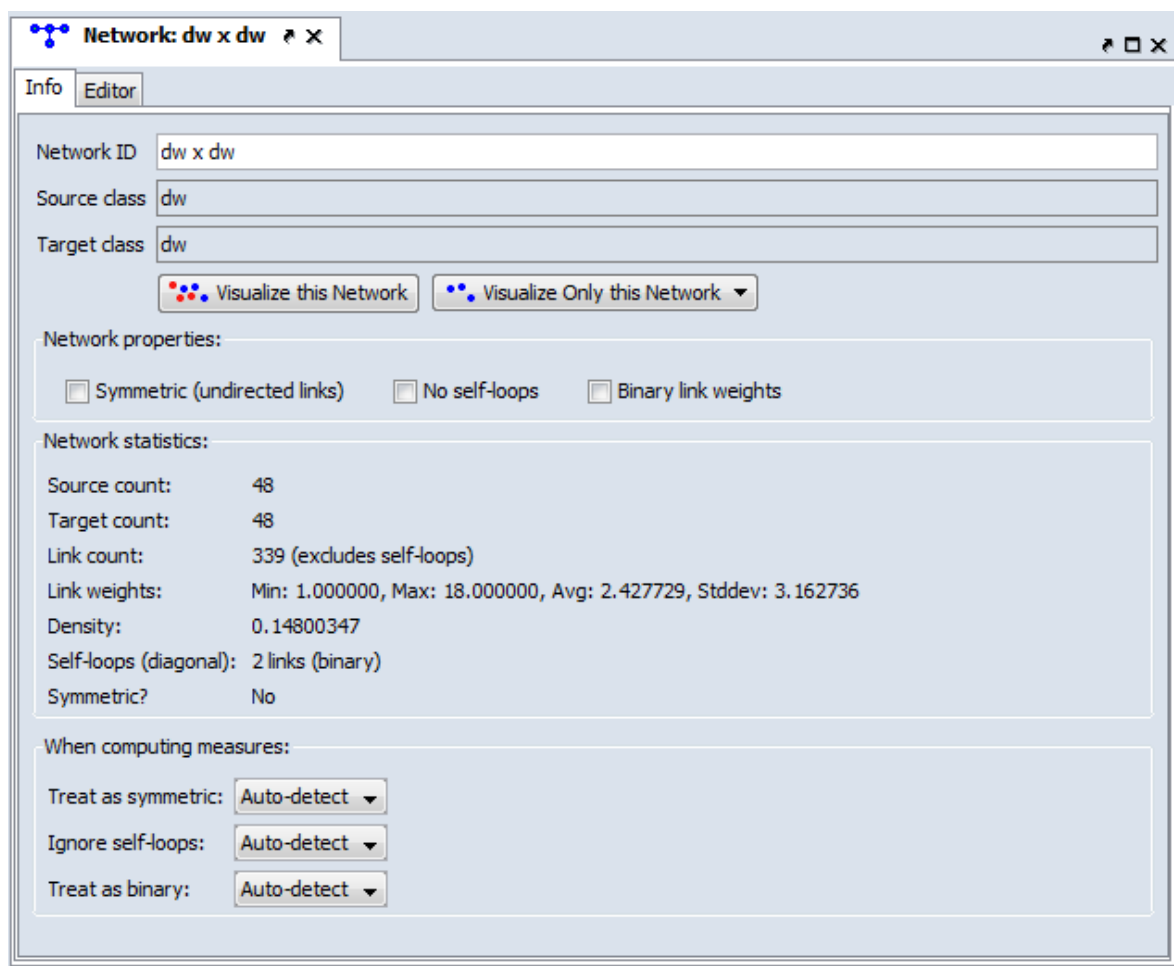 Network: dw x dw
Info Editor
Network ID dw x dw
Source class dw
Target class dw
Visualize this Network Visualize Only this Network
Network properties:
Symmetric (undirected links) No self-loops Binary link weights
Network statistics:
Source count: 48
Target count: 48
Link count: 339 (excludes self-loops)
Link weights: Min: 1.000000, Max: 18.000000, Avg: 2.427729, Stddev: 3.162736
Density: 0.14800347
Self-loops (diagonal): 2 links (binary)
Symmetric? No
When computing measures:
Treat as symmetric: Auto-detect
Ignore self-loops: Auto-detect
Treat as binary: Auto-detect